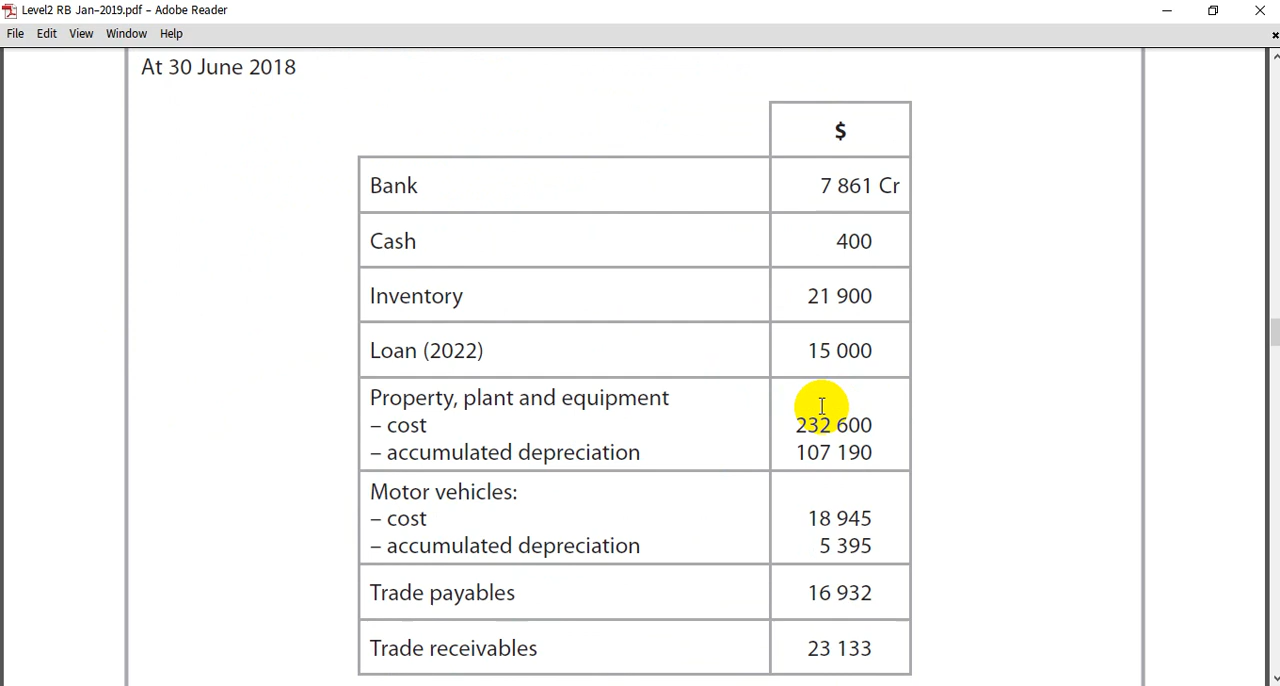 Level2 RB Jan-2019.pdf - Adobe Reader
File Edit View Window Help
At 30 June 2018
$
Bank 7 861 Cr
Cash 400
Inventory 21 900
Loan (2022) 15 000
Property, plant and equipment
– cost 232 600
– accumulated depreciation 107 190
Motor vehicles:
– cost 18 945
– accumulated depreciation 5 395
Trade payables 16 932
Trade receivables 23 133